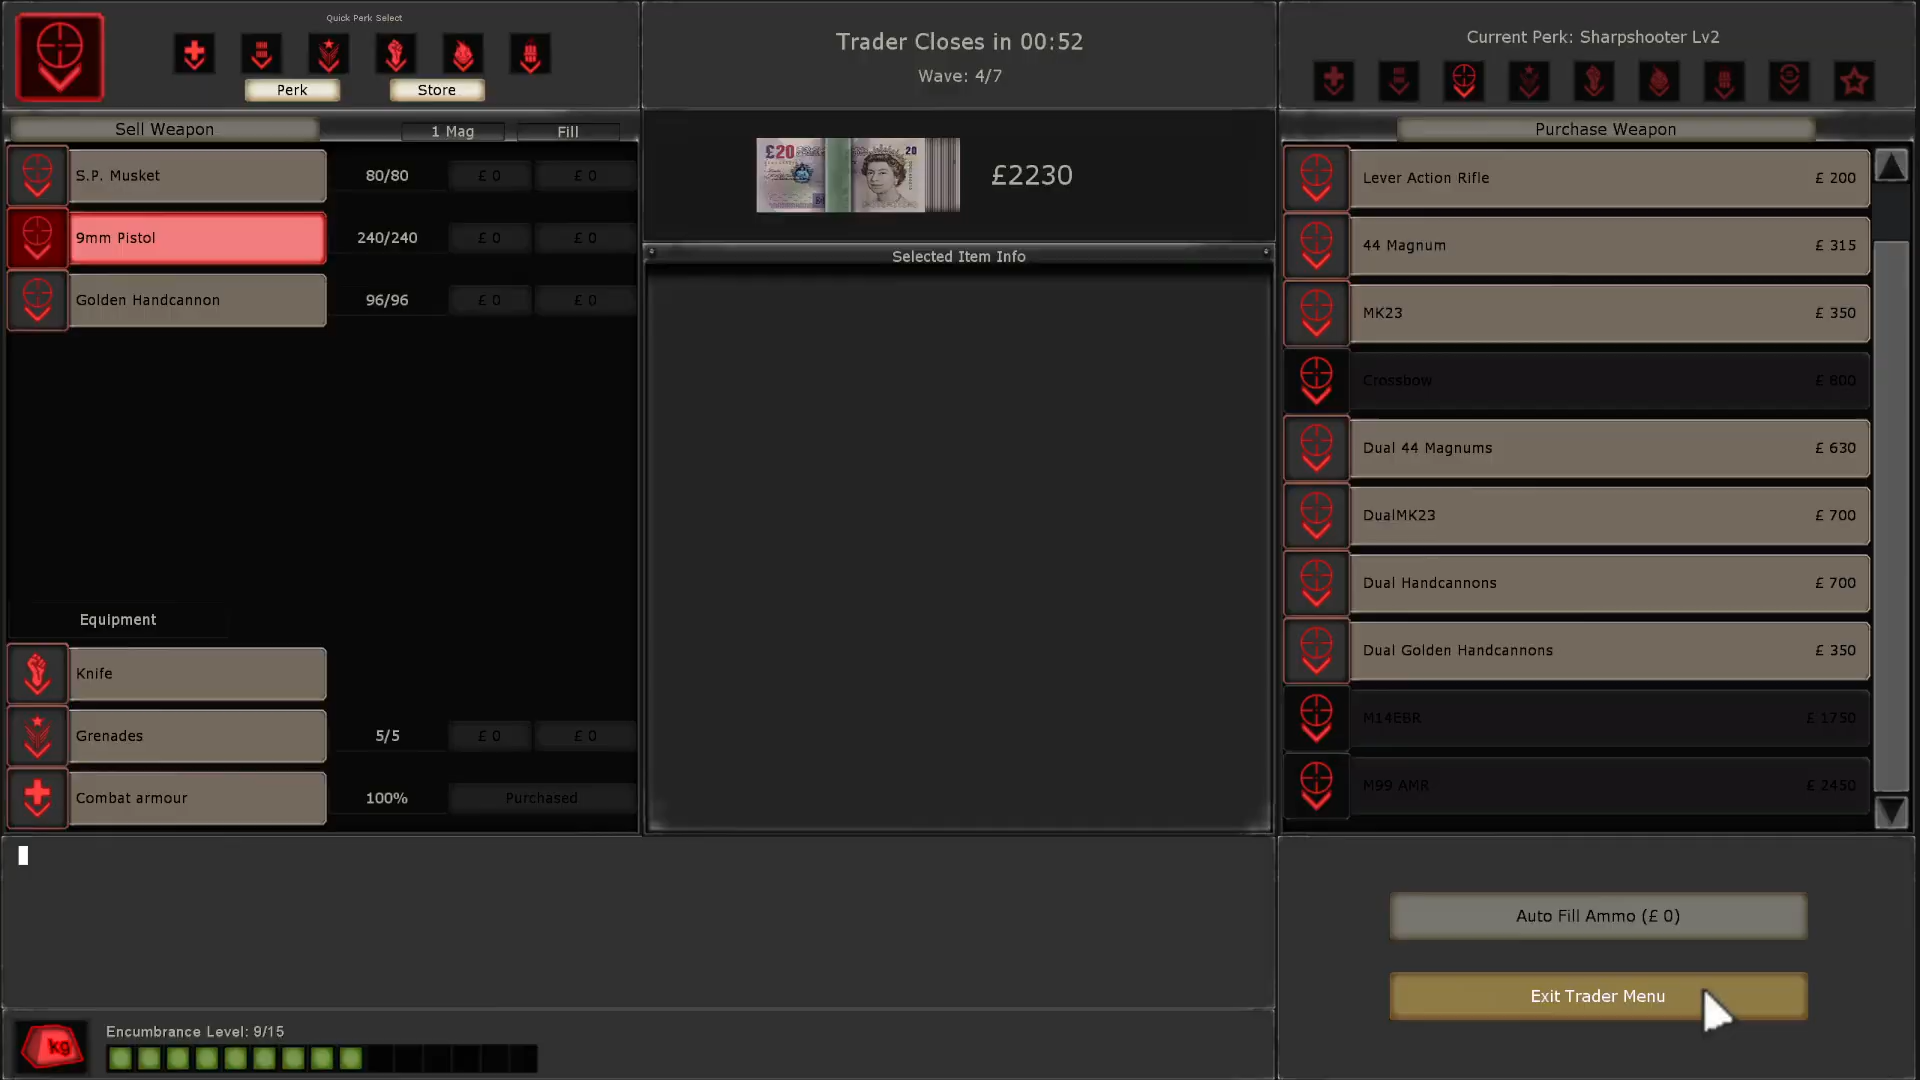 Quick Perk Select
Perk
Store
Trader Closes in 00:52
Wave: 4/7
Current Perk: Sharpshooter Lv2
Sell Weapon
1 Mag
Fill
S.P. Musket 80/80 £ 0 £ 0
9mm Pistol 240/240 £ 0 £ 0
Golden Handcannon 96/96 £ 0 £ 0
Equipment
Knife
Grenades 5/5 £ 0 £ 0
Combat armour 100% Purchased
£20 20
£2230
Selected Item Info
Purchase Weapon
Lever Action Rifle £ 200
44 Magnum £ 315
MK23 £ 350
Crossbow £ 800
Dual 44 Magnums £ 630
DualMK23 £ 700
Dual Handcannons £ 700
Dual Golden Handcannons £ 350
M14EBR £ 1750
M99 AMR £ 2450
Auto Fill Ammo (£ 0)
Exit Trader Menu
kg
Encumbrance Level: 9/15